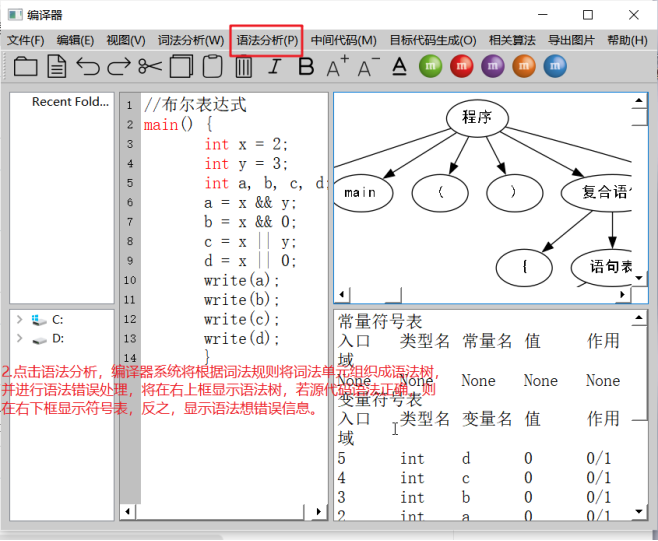 编译器
文件(F) 编辑(E) 视图(V) 词法分析(W) 语法分析(P) 中间代码(M) 目标代码生成(O) 相关算法 导出图片 帮助(H)
I B A+ A- A m m m m m
Recent Fold...
C:
D:
1 //布尔表达式
2 main() {
3 int x = 2;
4 int y = 3;
5 int a, b, c, d;
6 a = x && y;
7 b = x && 0;
8 c = x || y;
9 d = x || 0;
10 write(a);
11 write(b);
12 write(c);
13 write(d);
14 }
2.点击语法分析，编译器系统将根据词法规则将词法单元组织成语法树，
并进行语法错误处理，将在右上框显示语法树，若源代码语法正确，则
在右下框显示符号表，反之，显示语法想错误信息。
程序
main ( ) 复合语句
{ 语句表
常量符号表
入口 类型名 常量名 值 作用
域
None None None None None
变量符号表
入口 类型名 变量名 值 作用
域
5 int d 0 0/1
4 int c 0 0/1
3 int b 0 0/1
2 int a 0 0/1